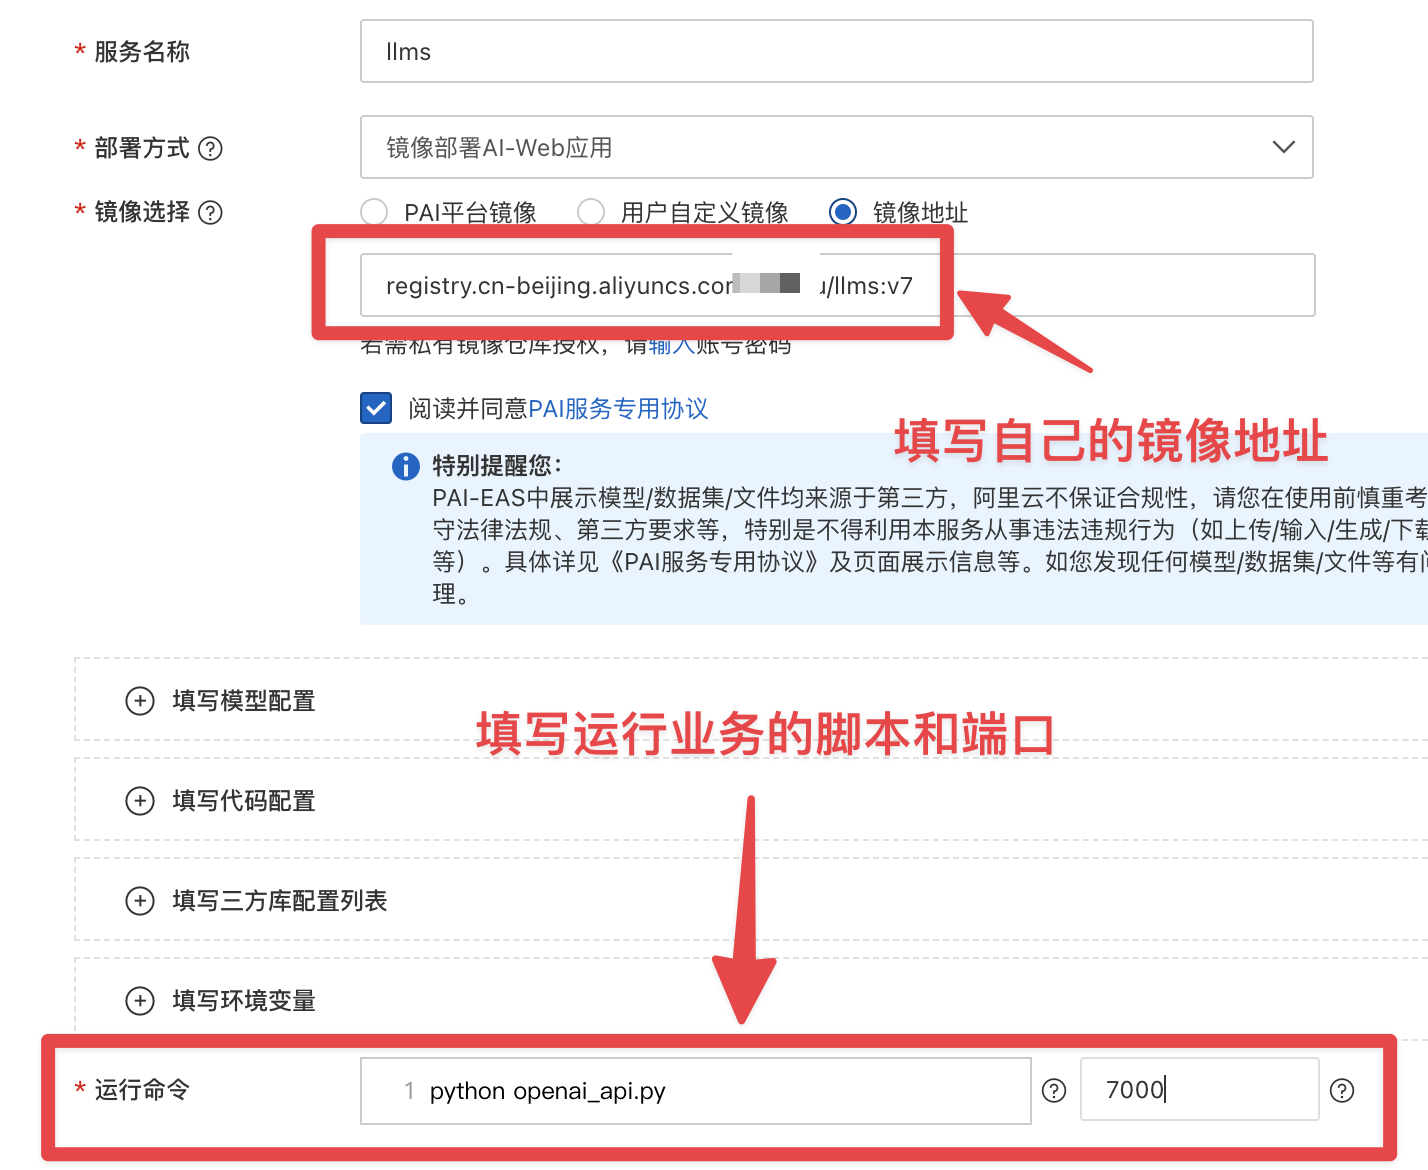 * 服务名称
llms
* 部署方式 ?
镜像部署AI-Web应用
* 镜像选择 ?
PAI平台镜像 用户自定义镜像 镜像地址
registry.cn-beijing.aliyuncs.com /llms:v7
若需私有镜像仓库授权，请输入账号密码
阅读并同意PAI服务专用协议
填写自己的镜像地址
特别提醒您：
PAI-EAS中展示模型/数据集/文件均来源于第三方，阿里云不保证合规性，请您在使用前慎重考
守法律法规、第三方要求等，特别是不得利用本服务从事违法违规行为（如上传/输入/生成/下载
等）。具体详见《PAI服务专用协议》及页面展示信息等。如您发现任何模型/数据集/文件等有问
理。
填写模型配置
填写运行业务的脚本和端口
填写代码配置
填写三方库配置列表
填写环境变量
* 运行命令
1 python openai_api.py ? 7000 ?